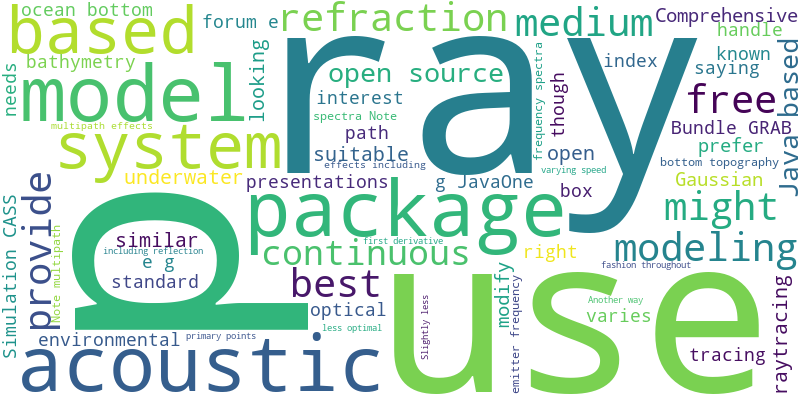 ocean bottom
forum e
refraction
medium
Comprehensive
handle
based
bathymetry
looking
open source
frequency spectra
index
known
saying
needs
model
interest
spectra Note
though
free
Java based
multipath effects
path
open
Bundle GRAB
prefer
system
suitable
effects including
bottom topography
ray
underwater
presentations
g JavaOne
varying speed
box
Gaussian
might
provide
p
including reflection
similar
e g
standard
package
first derivative
continuous
right
modeling
fashion throughout
Simulation CASS
Note multipath
best
optical
modify
use
Another way
varies
raytracing
environmental
primary points
less optimal
Slightly less
emitter frequency
tracing
acoustic